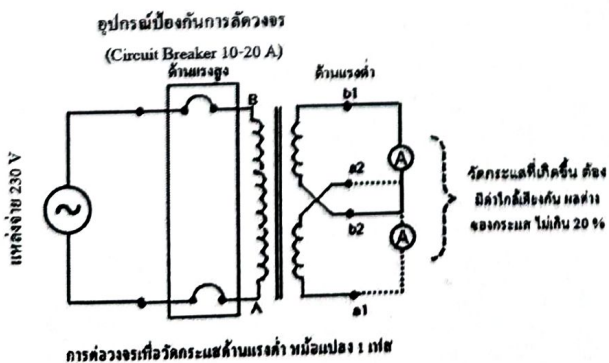 อุปกรณ์ป้องกันการลัดวงจร
(Circuit Breaker 10-20 A)
ด้านแรงสูง
ด้านแรงต่ำ
b1
B
A
a2
วัดกระแสที่เกิดขึ้น ต้อง
มีค่าใกล้เคียงกัน ผลต่าง
ของกระแส ไม่เกิน 20 %
แหล่งจ่าย 230 V
b2
A
A
a1
การต่อวงจรเพื่อวัดกระแสด้านแรงต่ำ หม้อแปลง 1 เฟส